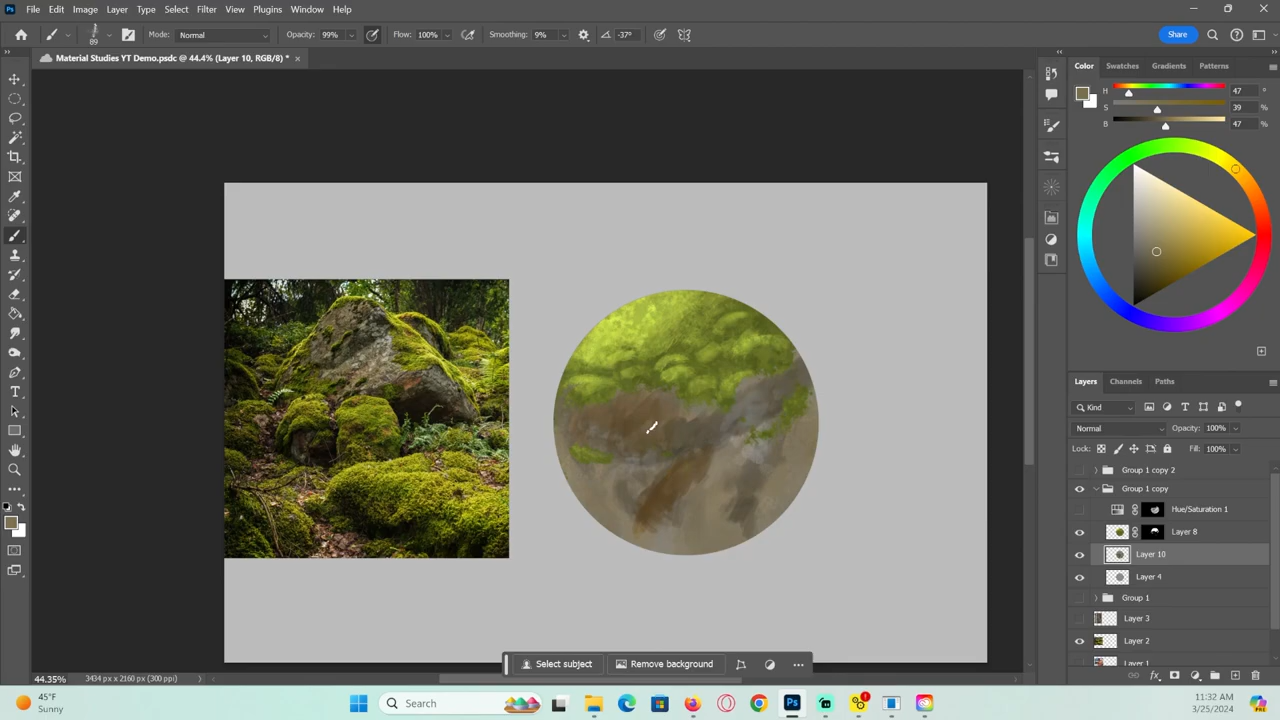 Ps File Edit Image Layer Type Select Filter View Plugins Window Help
89 Mode: Normal Opacity: 99% Flow: 100% Smoothing: 9% -37° Share
Material Studies YT Demo.psdc @ 44.4% (Layer 10, RGB/8) * ×
Color Swatches Gradients Patterns
H 47 °
S 39 %
B 47 %
Layers Channels Paths
Kind
Normal Opacity: 100%
Lock: Fill: 100%
Group 1 copy 2
Group 1 copy
Hue/Saturation 1
Layer 8
Layer 10
Layer 4
Group 1
Layer 3
Layer 2
Layer 1
Select subject Remove background
44.35% 3434 px x 2160 px (300 ppi)
45°F
Sunny
Search
11:32 AM
3/25/2024